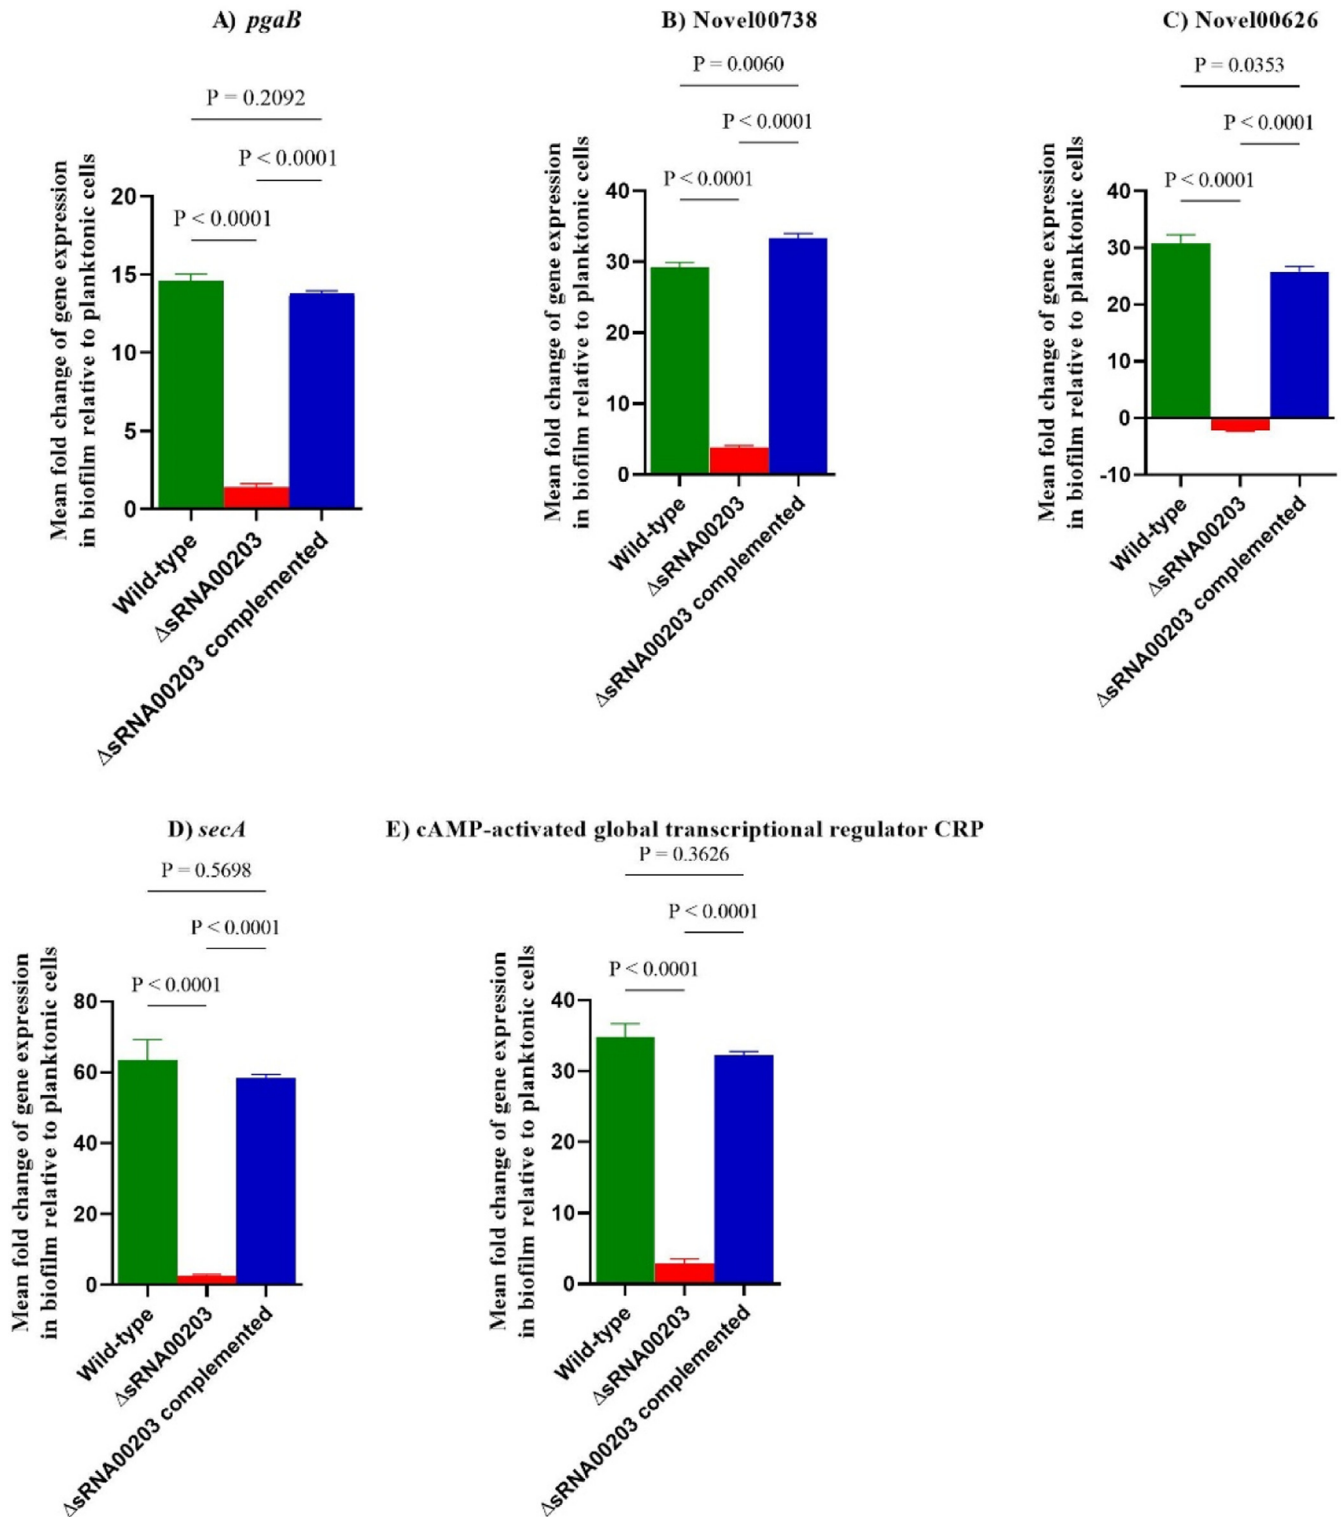 A) pgaB
P = 0.2092
P < 0.0001
P < 0.0001
Mean fold change of gene expression
in biofilm relative to planktonic cells
20
15
10
5
0
Wild-type
ΔsRNA00203
ΔsRNA00203 complemented
B) Novel00738
P = 0.0060
P < 0.0001
P < 0.0001
Mean fold change of gene expression
in biofilm relative to planktonic cells
40
30
20
10
0
Wild-type
ΔsRNA00203
ΔsRNA00203 complemented
C) Novel00626
P = 0.0353
P < 0.0001
P < 0.0001
Mean fold change of gene expression
in biofilm relative to planktonic cells
40
30
20
10
0
-10
Wild-type
ΔsRNA00203
ΔsRNA00203 complemented
D) secA
P = 0.5698
P < 0.0001
P < 0.0001
Mean fold change of gene expression
in biofilm relative to planktonic cells
80
60
40
20
0
Wild-type
ΔsRNA00203
ΔsRNA00203 complemented
E) cAMP-activated global transcriptional regulator CRP
P = 0.3626
P < 0.0001
P < 0.0001
Mean fold change of gene expression
in biofilm relative to planktonic cells
40
30
20
10
0
Wild-type
ΔsRNA00203
ΔsRNA00203 complemented